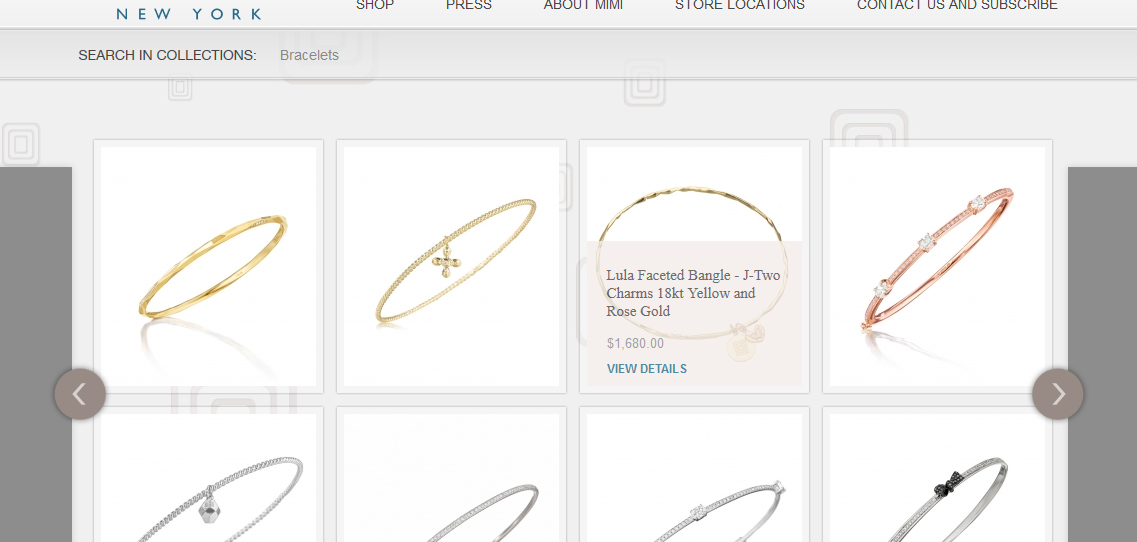 NEW YORK
SHOP
PRESS
ABOUT MIMI
STORE LOCATIONS
CONTACT US AND SUBSCRIBE
SEARCH IN COLLECTIONS:
Bracelets
Lula Faceted Bangle - J-Two
Charms 18kt Yellow and
Rose Gold
$1,680.00
VIEW DETAILS